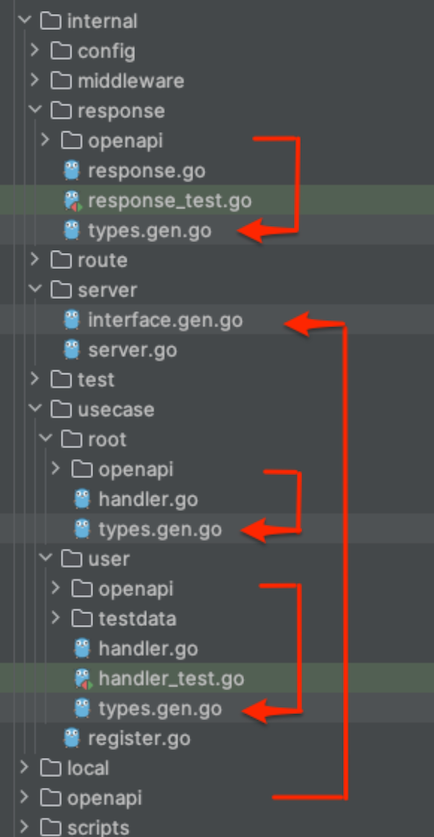 internal
config
middleware
response
openapi
response.go
response_test.go
types.gen.go
route
server
interface.gen.go
server.go
test
usecase
root
openapi
handler.go
types.gen.go
user
openapi
testdata
handler.go
handler_test.go
types.gen.go
register.go
local
openapi
scripts